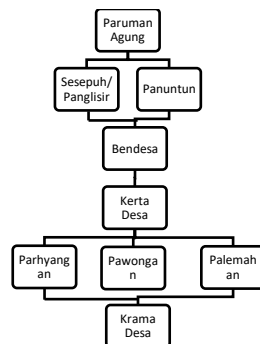 Paruman
Agung
Sesepuh/
Panglisir
Panuntun
Bendesa
Kerta
Desa
Parhyang
an
Pawonga
n
Palemah
an
Krama
Desa